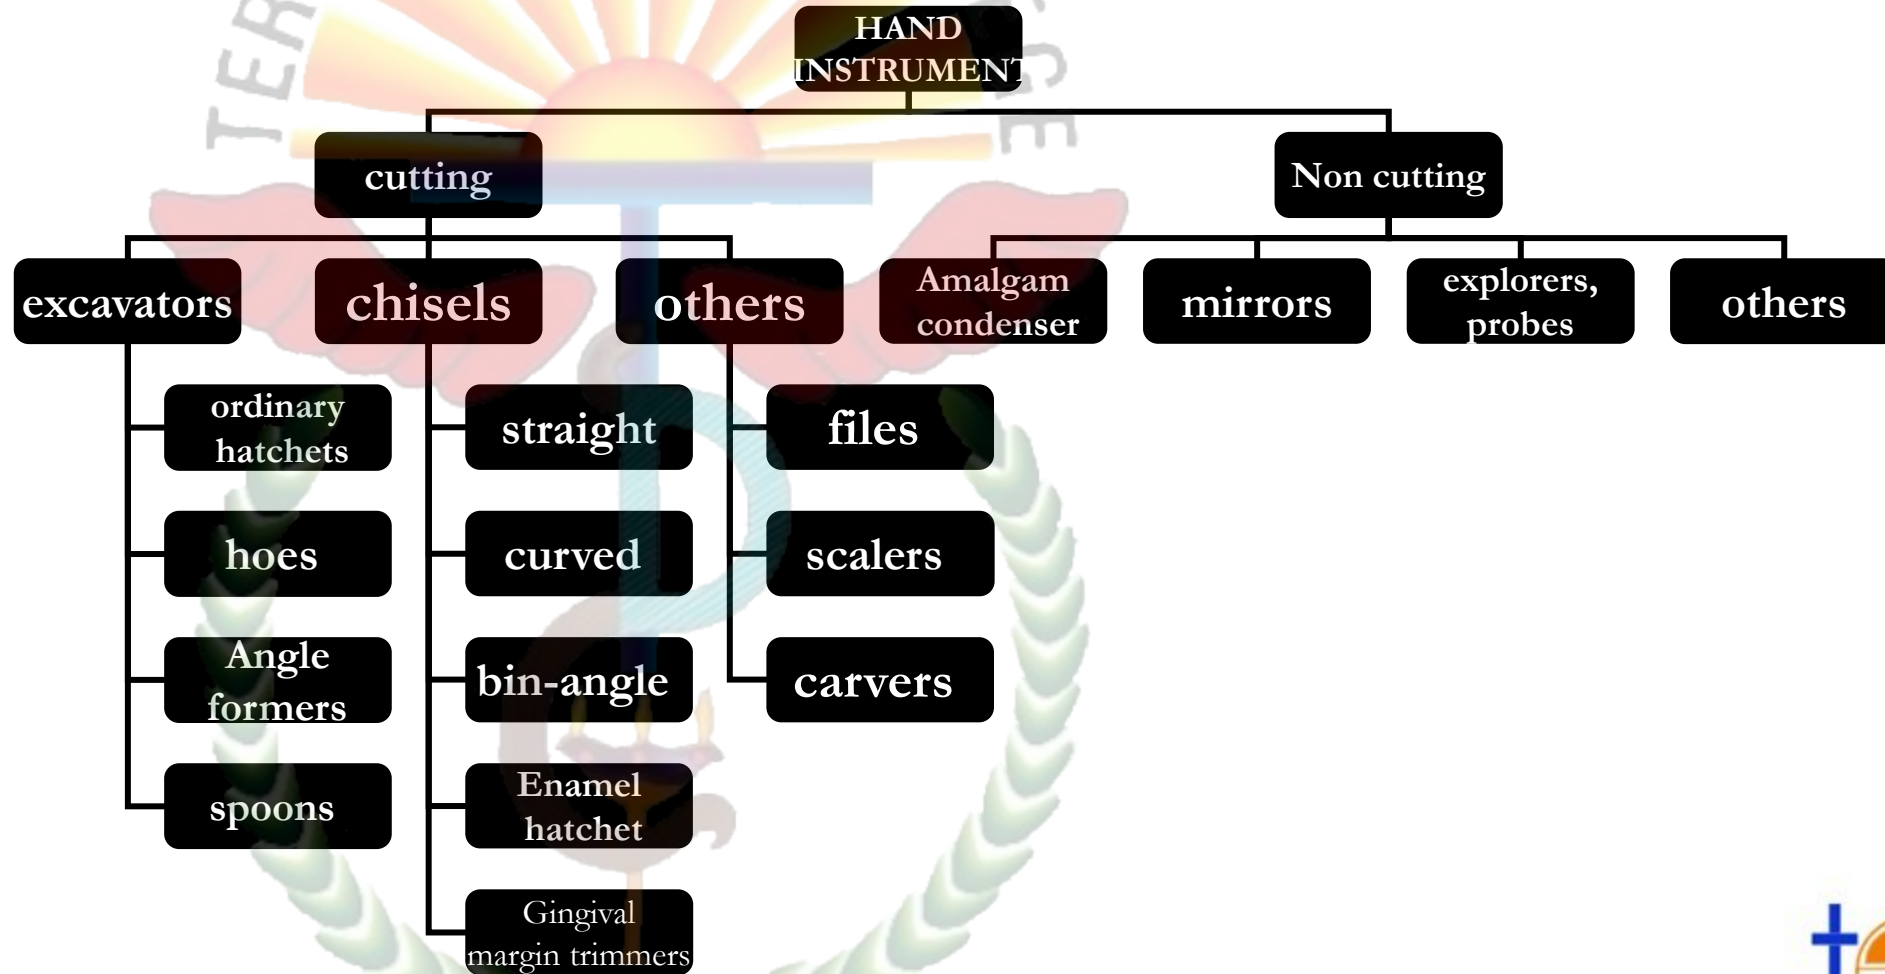 HAND
INSTRUMENT
cutting
Non cutting
excavators
chisels
others
Amalgam
condenser
mirrors
explorers,
probes
others
ordinary
hatchets
straight
files
hoes
curved
scalers
Angle
formers
bin-angle
carvers
spoons
Enamel
hatchet
Gingival
margin trimmers